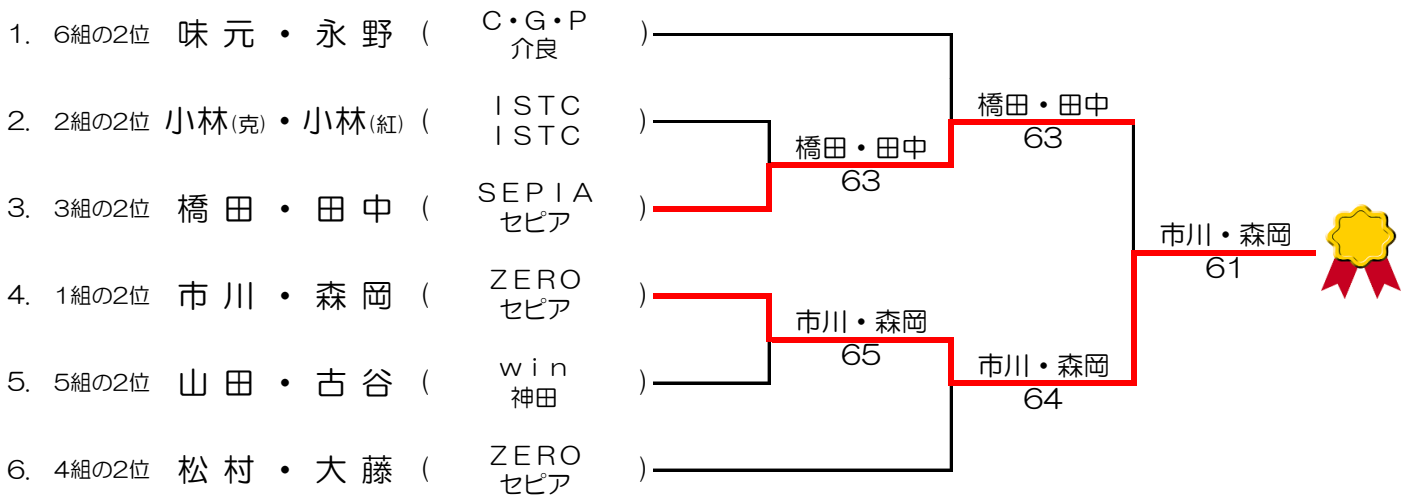 1. 6組の2位 味元・永野 ( C・G・P )
介良
2. 2組の2位 小林(克)・小林(紅) ( ISTC )
ISTC
3. 3組の2位 橋田・田中 ( SEPIA )
セピア
4. 1組の2位 市川・森岡 ( ZERO )
セピア
5. 5組の2位 山田・古谷 ( win )
神田
6. 4組の2位 松村・大藤 ( ZERO )
セピア
橋田・田中
63
市川・森岡
65
橋田・田中
63
市川・森岡
64
市川・森岡
61